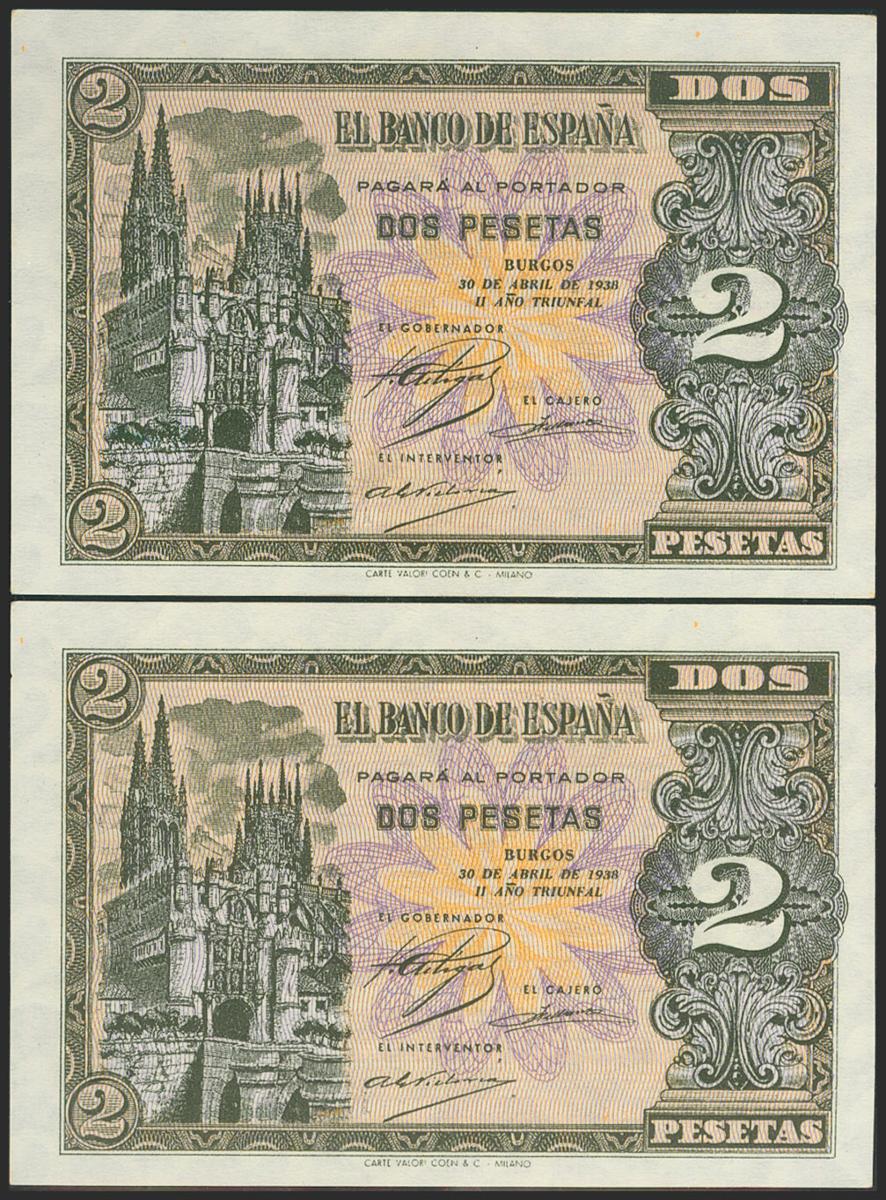 2
DOS
EL BANCO DE ESPAÑA
PAGARÁ AL PORTADOR
DOS PESETAS
BURGOS
30 DE ABRIL DE 1938
II AÑO TRIUNFAL
2
EL GOBERNADOR
EL CAJERO
EL INTERVENTOR
2
PESETAS
CARTE VALORI COEN & C. - MILANO
2
DOS
EL BANCO DE ESPAÑA
PAGARÁ AL PORTADOR
DOS PESETAS
BURGOS
30 DE ABRIL DE 1938
II AÑO TRIUNFAL
2
EL GOBERNADOR
EL CAJERO
EL INTERVENTOR
2
PESETAS
CARTE VALORI COEN & C. - MILANO